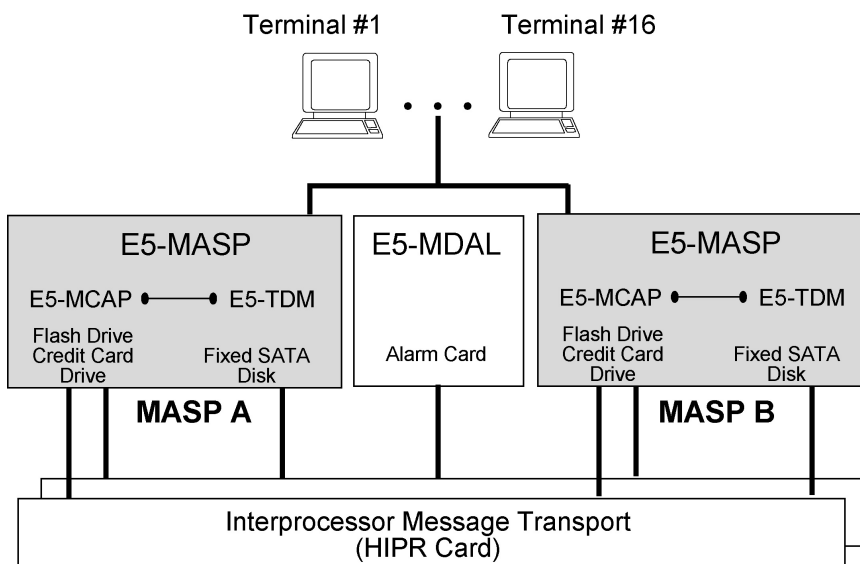 Terminal #1
Terminal #16
E5-MASP
E5-MCAP
E5-TDM
Flash Drive
Credit Card
Drive
Fixed SATA
Disk
MASP A
E5-MDAL
Alarm Card
E5-MASP
E5-MCAP
E5-TDM
Flash Drive
Credit Card
Drive
Fixed SATA
Disk
MASP B
Interprocessor Message Transport
(HIPR Card)